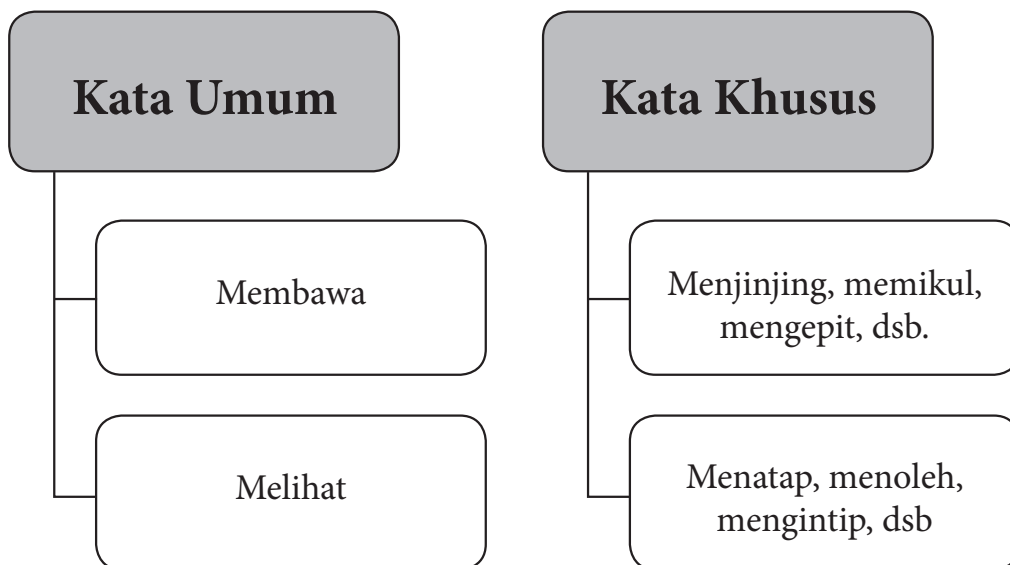 Kata Umum
Membawa
Melihat
Kata Khusus
Menjinjing, memikul,
mengepit, dsb.
Menatap, menoleh,
mengintip, dsb